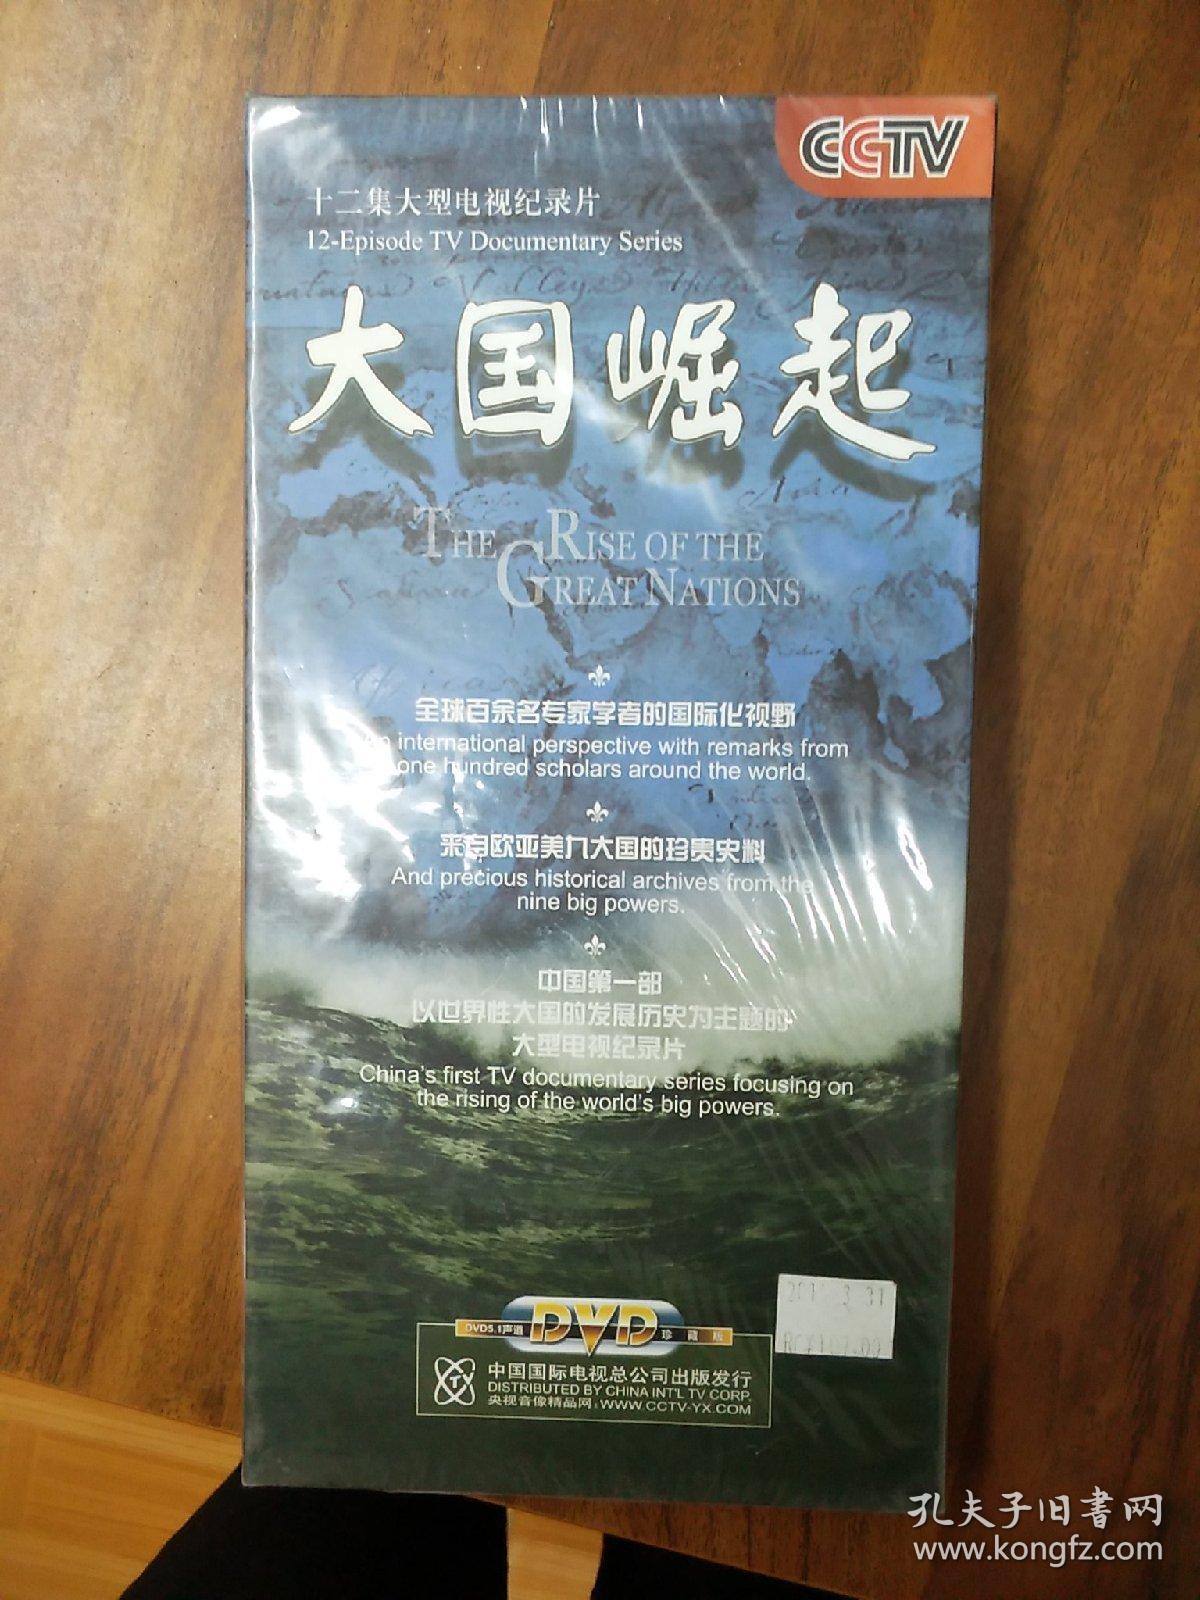 CCTV
十二集大型电视纪录片
12-Episode TV Documentary Series
大国崛起
THE RISE OF THE
GREAT NATIONS
全球百余名专家学者的国际化视野
An international perspective with remarks from
one hundred scholars around the world.
来自欧亚美九大国的珍贵史料
And precious historical archives from the
nine big powers.
中国第一部
以世界性大国的发展历史为主题的
大型电视纪录片
China's first TV documentary series focusing on
the rising of the world's big powers.
DVD5.1声道 DVD 珍藏版
中国国际电视总公司出版发行
DISTRIBUTED BY CHINA INT'L TV CORP.
央视音像精品网:WWW.CCTV-YX.COM
孔夫子旧书网
www.kongfz.com